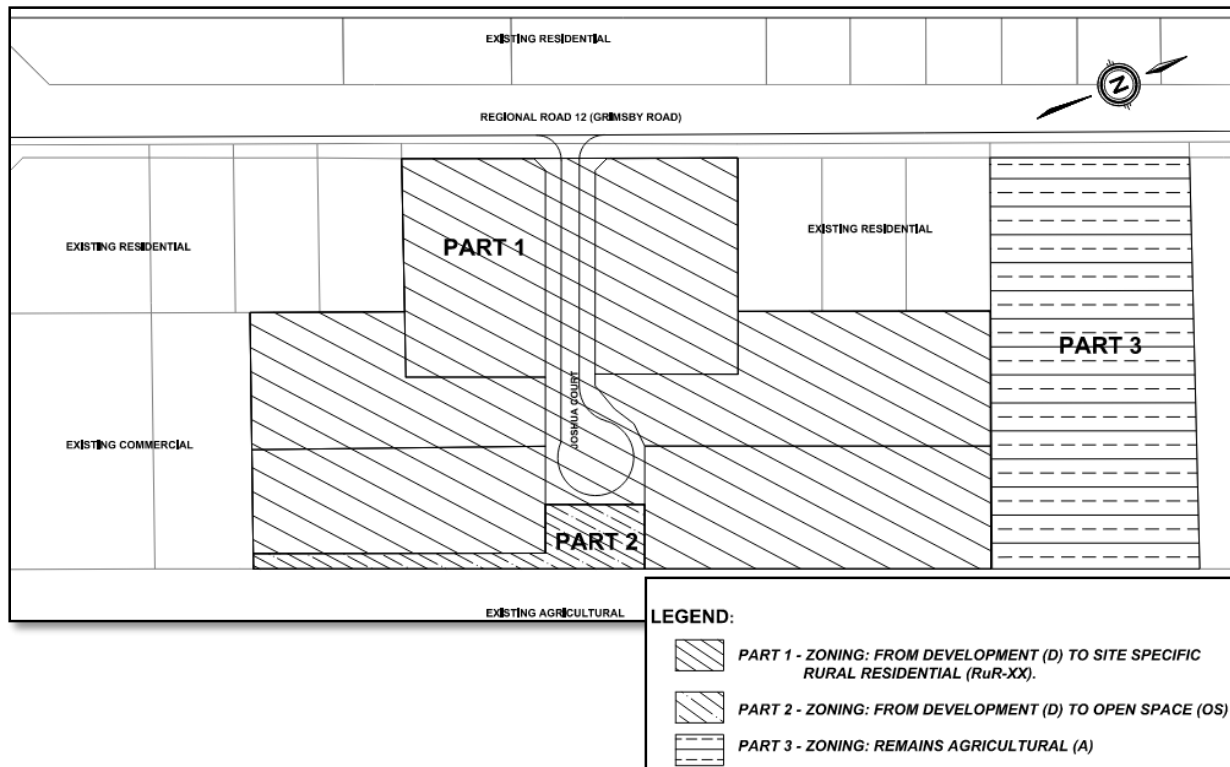 EXISTING RESIDENTIAL
N
REGIONAL ROAD 12 (GRIMSBY ROAD)
EXISTING RESIDENTIAL
PART 1
EXISTING RESIDENTIAL
PART 3
JOSHUA COURT
EXISTING COMMERCIAL
PART 2
EXISTING AGRICULTURAL
LEGEND:
PART 1 - ZONING: FROM DEVELOPMENT (D) TO SITE SPECIFIC
RURAL RESIDENTIAL (RuR-XX).
PART 2 - ZONING: FROM DEVELOPMENT (D) TO OPEN SPACE (OS)
PART 3 - ZONING: REMAINS AGRICULTURAL (A)